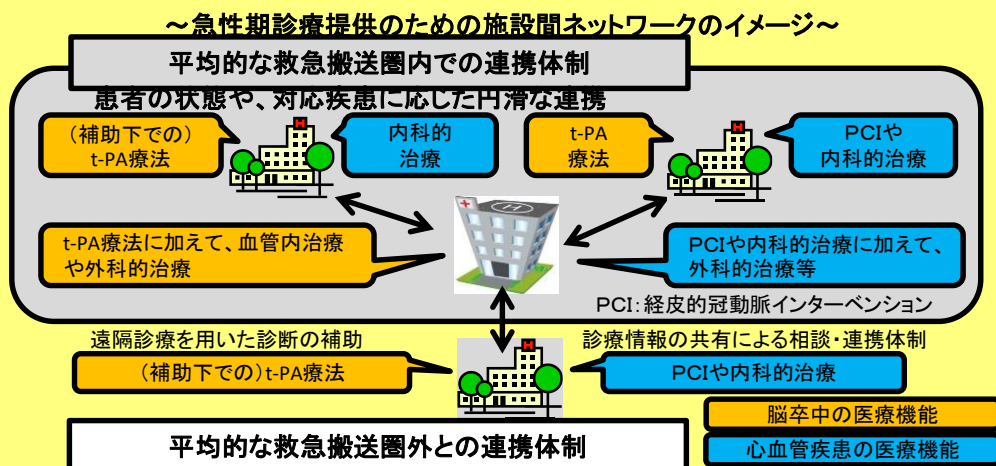 ～急性期診療提供のための施設間ネットワークのイメージ～
平均的な救急搬送圏内での連携体制
患者の状態や、対応疾患に応じた円滑な連携
（補助下での）
t-PA療法
内科的
治療
t-PA
療法
PCIや
内科的治療
H
H
H
t-PA療法に加えて、血管内治療
や外科的治療
PCIや内科的治療に加えて、
外科的治療等
PCI：経皮的冠動脈インターベンション
遠隔診療を用いた診断の補助
診療情報の共有による相談・連携体制
H
（補助下での）t-PA療法
PCIや内科的治療
脳卒中の医療機能
平均的な救急搬送圏外との連携体制
心血管疾患の医療機能